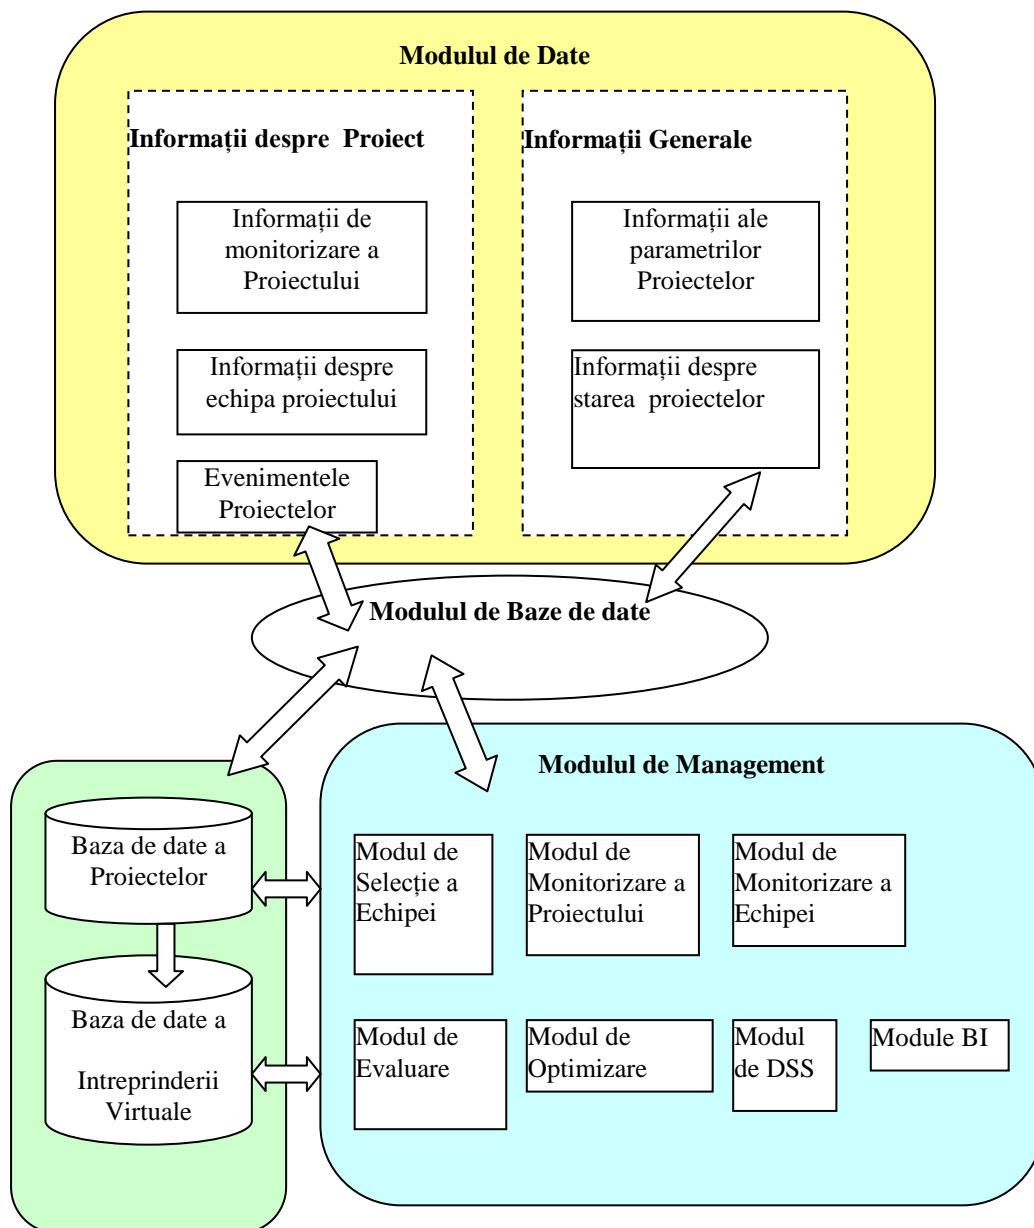 Modulul de Date
Informații despre Proiect
Informații de
monitorizare a
Proiectului
Informații despre
echipa proiectului
Evenimentele
Proiectelor
Informații Generale
Informații ale
parametrilor
Proiectelor
Informații despre
starea proiectelor
Modulul de Baze de date
Baza de date a
Proiectelor
Baza de date a
Intreprinderii
Virtuale
Modulul de Management
Modul de
Selecție a
Echipei
Modul de
Monitorizare a
Proiectului
Modul de
Monitorizare a
Echipei
Modul de
Evaluare
Modul de
Optimizare
Modul
de DSS
Module BI